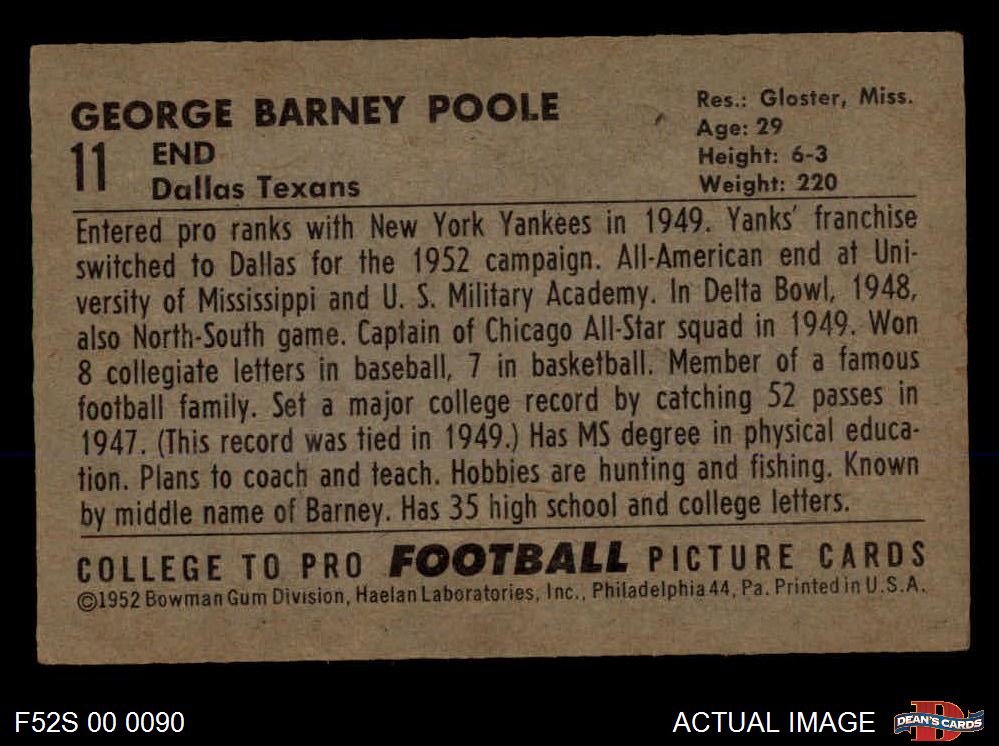 GEORGE BARNEY POOLE
11 END
Dallas Texans
Res.: Gloster, Miss.
Age: 29
Height: 6-3
Weight: 220
Entered pro ranks with New York Yankees in 1949. Yanks' franchise
switched to Dallas for the 1952 campaign. All-American end at Uni-
versity of Mississippi and U. S. Military Academy. In Delta Bowl, 1948,
also North-South game. Captain of Chicago All-Star squad in 1949. Won
8 collegiate letters in baseball, 7 in basketball. Member of a famous
football family. Set a major college record by catching 52 passes in
1947. (This record was tied in 1949.) Has MS degree in physical educa-
tion. Plans to coach and teach. Hobbies are hunting and fishing. Known
by middle name of Barney. Has 35 high school and college letters.
COLLEGE TO PRO FOOTBALL PICTURE CARDS
©1952 Bowman Gum Division, Haelan Laboratories, Inc., Philadelphia 44, Pa. Printed in U.S.A.
F52S 00 0090
ACTUAL IMAGE
DEAN'S CARDS